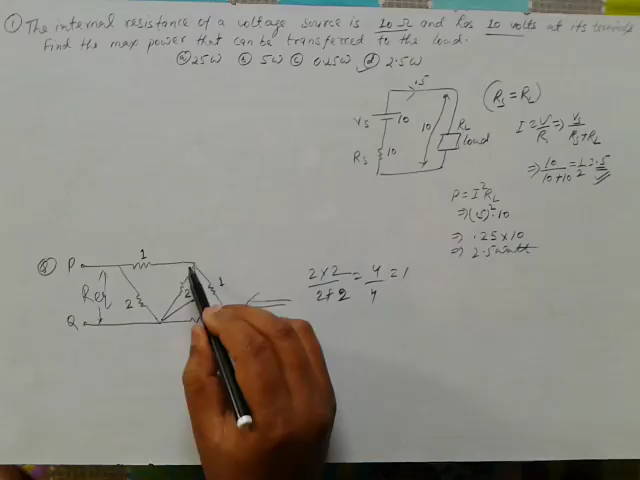 ① The internal resistance of a voltage source is 10 Ω and has 10 volts at its
Find the max power that can be transferred to the load.
ⓐ 25W ⓑ 5W ⓒ 0.25W ⓓ 2.5W
.5
Vs 10
10
RL
load
Rs 10
(Rs = RL)
I = V/R ⇒ Vs/Rs+RL
⇒ 10/10+10 = 1/2 = .5
P = I²RL
⇒ (.5)²·10
⇒ .25 x 10
⇒ 2.5 watt
Q P 1
Req 2 2 1
Q
2 x 2/2 + 2 = 4/4 = 1